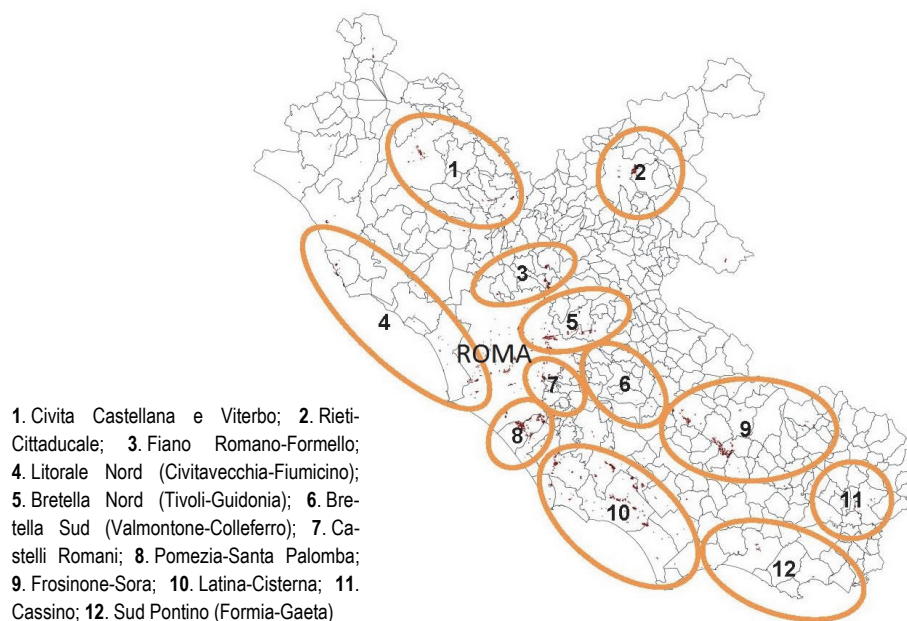 1
2
3
4
5
ROMA
7
6
8
9
10
11
12
1. Civita Castellana e Viterbo; 2. Rieti-
Cittaducale; 3. Fiano Romano-Formello;
4. Litorale Nord (Civitavecchia-Fiumicino);
5. Bretella Nord (Tivoli-Guidonia); 6. Bre-
tella Sud (Valmontone-Colleferro); 7. Ca-
stelli Romani; 8. Pomezia-Santa Palomba;
9. Frosinone-Sora; 10. Latina-Cisterna; 11.
Cassino; 12. Sud Pontino (Formia-Gaeta)